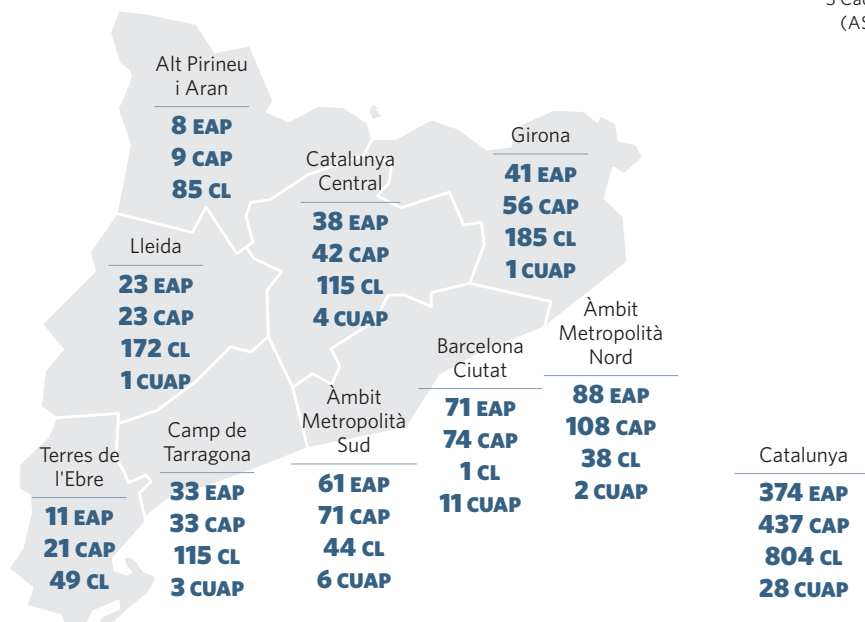 (AS
Alt Pirineu
i Aran
8 EAP
9 CAP
85 CL
Catalunya
Central
38 EAP
42 CAP
115 CL
4 CUAP
Girona
41 EAP
56 CAP
185 CL
1 CUAP
Lleida
23 EAP
23 CAP
172 CL
1 CUAP
Àmbit
Metropolità
Nord
88 EAP
108 CAP
38 CL
2 CUAP
Barcelona
Ciutat
71 EAP
74 CAP
1 CL
11 CUAP
Àmbit
Metropolità
Sud
61 EAP
71 CAP
44 CL
6 CUAP
Camp de
Tarragona
33 EAP
33 CAP
115 CL
3 CUAP
Terres de
l'Ebre
11 EAP
21 CAP
49 CL
Catalunya
374 EAP
437 CAP
804 CL
28 CUAP